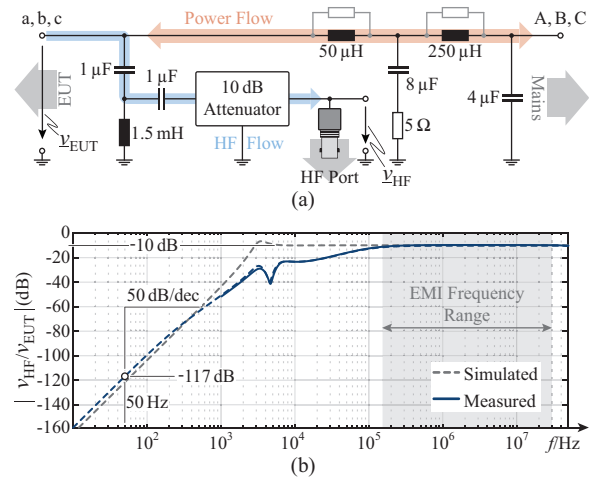 a, b, c
Power Flow
A, B, C
50 μH
250 μH
1 μF
1 μF
10 dB
Attenuator
8 μF
4 μF
EUT
Mains
v_EUT
1.5 mH
HF Flow
5 Ω
v_HF
HF Port
(a)
0
-20
-40
-60
-80
-100
-120
-140
-160
| v_HF/v_EUT | (dB)
-10 dB
50 dB/dec
-117 dB
50 Hz
EMI Frequency
Range
Simulated
Measured
10^2
10^3
10^4
10^5
10^6
10^7
f/Hz
(b)